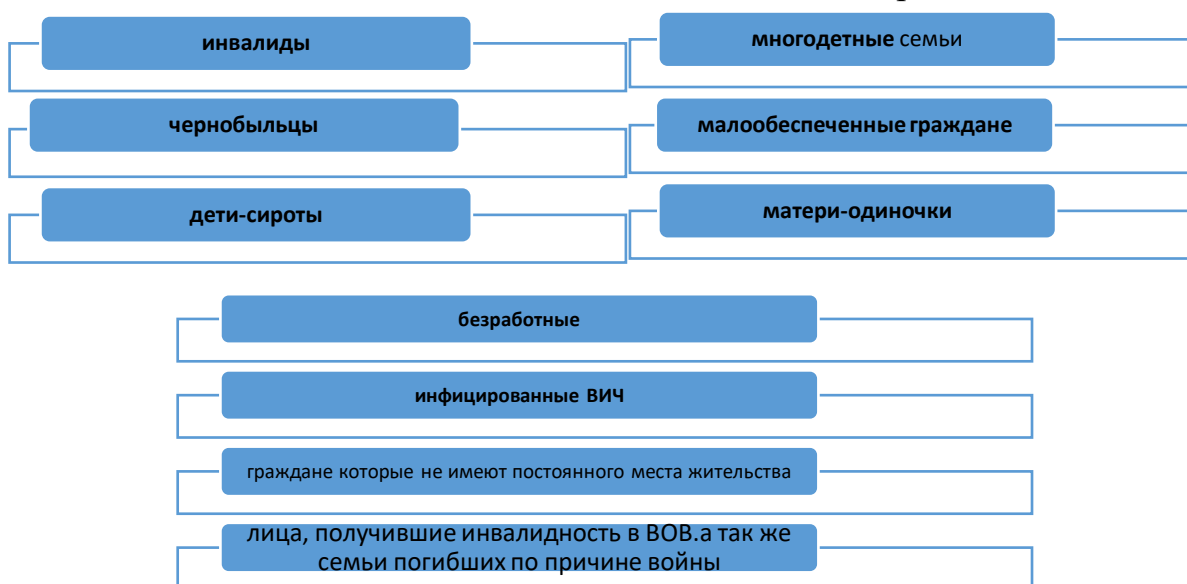 инвалиды
многодетные семьи
чернобыльцы
малообеспеченные граждане
дети-сироты
матери-одиночки
безработные
инфицированные ВИЧ
граждане которые не имеют постоянного места жительства
лица, получившие инвалидность в ВОВ.а так же
семьи погибших по причине войны